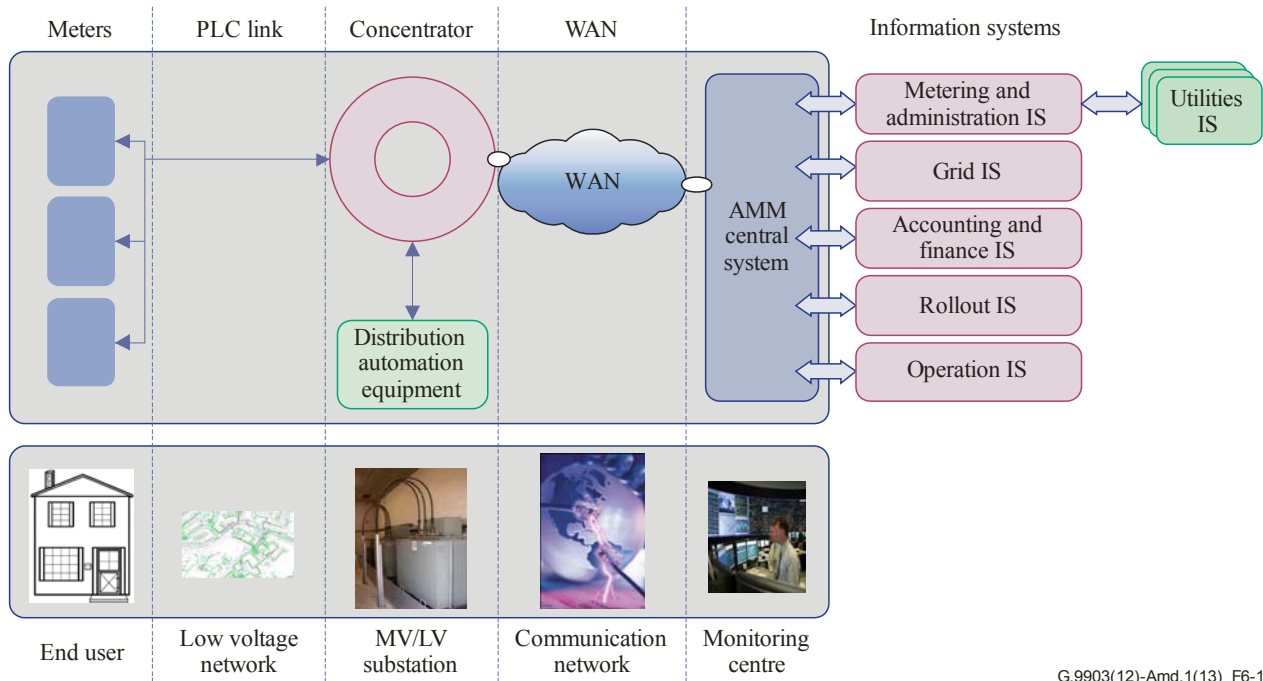 Meters
PLC link
Concentrator
WAN
Information systems
WAN
AMM
central
system
Metering and
administration IS
Utilities
IS
Grid IS
Accounting and
finance IS
Rollout IS
Operation IS
Distribution
automation
equipment
End user
Low voltage
network
MV/LV
substation
Communication
network
Monitoring
centre
G.9903(12)-Amd.1(13)_F6-1